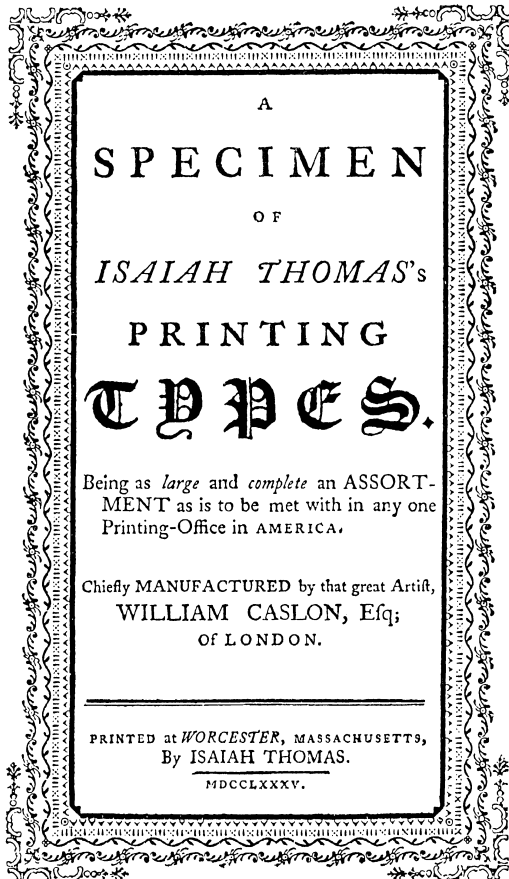 A
SPECIMEN
OF
ISAIAH THOMAS's
PRINTING
TYPES.
Being as large and complete an ASSORT-
MENT as is to be met with in any one
Printing-Office in AMERICA.
Chiefly MANUFACTURED by that great Artiſt,
WILLIAM CASLON, Eſq;
Of LONDON.
PRINTED at WORCESTER, MASSACHUSETTS,
By ISAIAH THOMAS.
MDCCLXXXV.